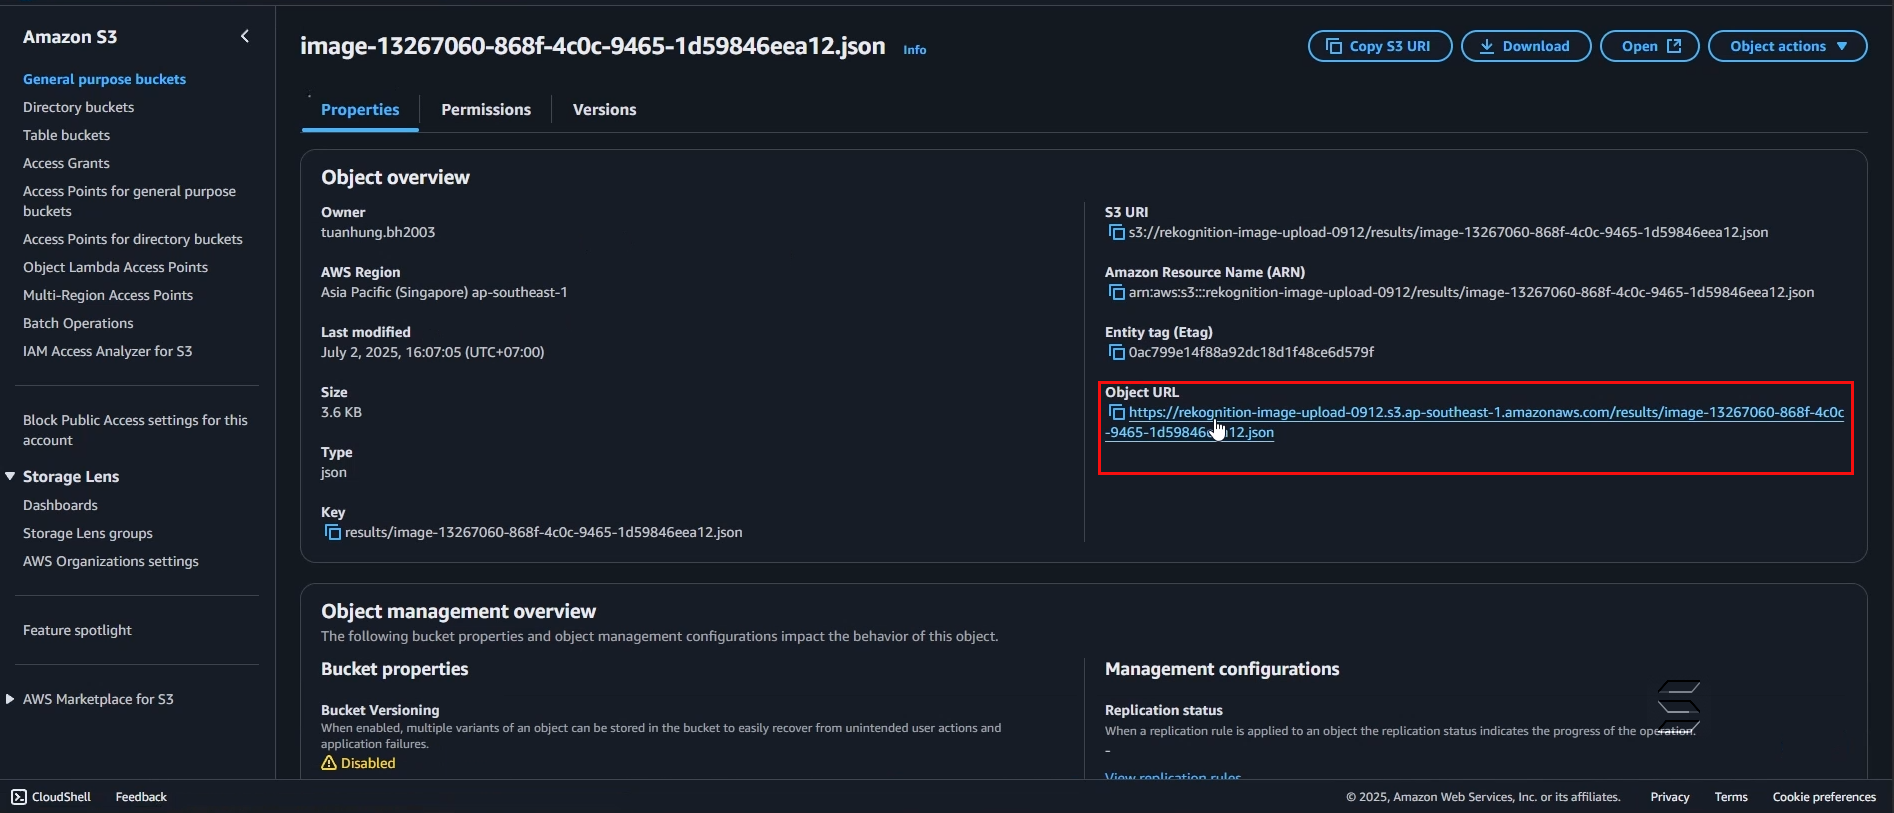 Amazon S3
General purpose buckets
Directory buckets
Table buckets
Access Grants
Access Points for general purpose
buckets
Access Points for directory buckets
Object Lambda Access Points
Multi-Region Access Points
Batch Operations
IAM Access Analyzer for S3
Block Public Access settings for this
account
Storage Lens
Dashboards
Storage Lens groups
AWS Organizations settings
Feature spotlight
AWS Marketplace for S3
image-13267060-868f-4c0c-9465-1d59846eea12.json Info
Copy S3 URI Download Open Object actions
Properties Permissions Versions
Object overview
Owner
tuanhung.bh2003
AWS Region
Asia Pacific (Singapore) ap-southeast-1
Last modified
July 2, 2025, 16:07:05 (UTC+07:00)
Size
3.6 KB
Type
json
Key
results/image-13267060-868f-4c0c-9465-1d59846eea12.json
S3 URI
s3://rekognition-image-upload-0912/results/image-13267060-868f-4c0c-9465-1d59846eea12.json
Amazon Resource Name (ARN)
arn:aws:s3:::rekognition-image-upload-0912/results/image-13267060-868f-4c0c-9465-1d59846eea12.json
Entity tag (Etag)
0ac799e14f88a92dc18d1f48ce6d579f
Object URL
https://rekognition-image-upload-0912.s3.ap-southeast-1.amazonaws.com/results/image-13267060-868f-4c0c
-9465-1d59846eea12.json
Object management overview
The following bucket properties and object management configurations impact the behavior of this object.
Bucket properties
Bucket Versioning
When enabled, multiple variants of an object can be stored in the bucket to easily recover from unintended user actions and
application failures.
Disabled
Management configurations
Replication status
When a replication rule is applied to an object the replication status indicates the progress of the operation.
-
View replication rules
CloudShell Feedback
© 2025, Amazon Web Services, Inc. or its affiliates. Privacy Terms Cookie preferences